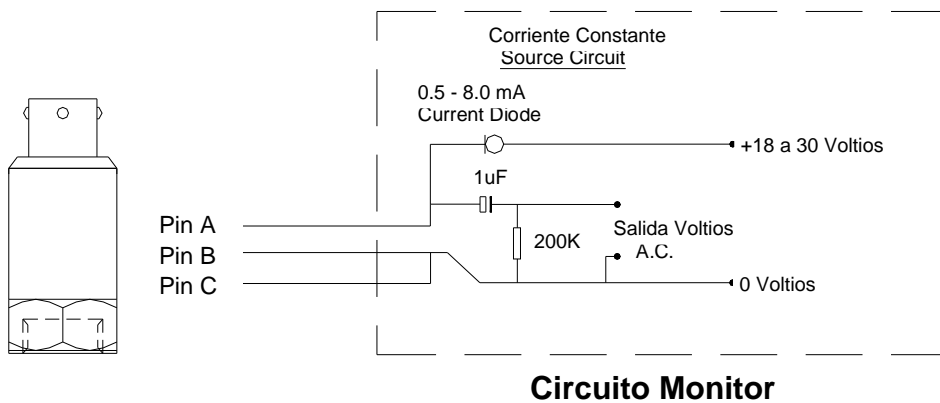 Corriente Constante
Source Circuit
0.5 - 8.0 mA
Current Diode
+18 a 30 Voltios
1uF
Pin A
Pin B
Pin C
200K
Salida Voltios
A.C.
0 Voltios
Circuito Monitor